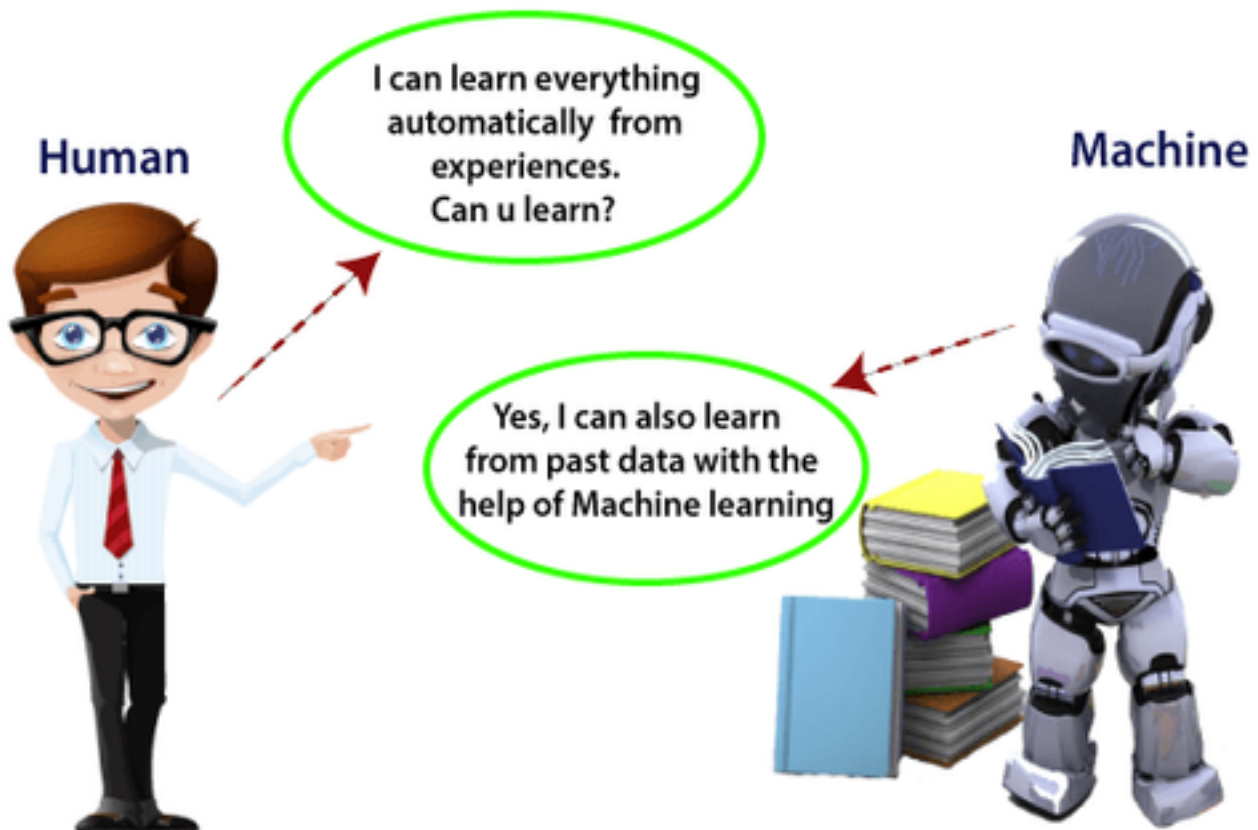 Human
I can learn everything
automatically from
experiences.
Can u learn?
Machine
Yes, I can also learn
from past data with the
help of Machine learning